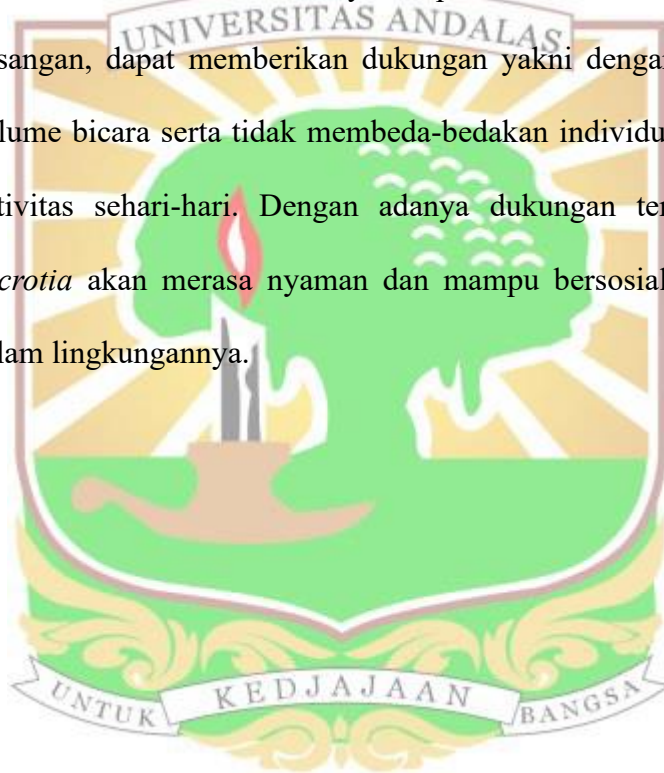 UNIVERSITAS ANDALAS
sangan, dapat memberikan dukungan yakni dengan
lume bicara serta tidak membeda-bedakan individu
tivitas sehari-hari. Dengan adanya dukungan ter
crotia akan merasa nyaman dan mampu bersosial
lam lingkungannya.
UNTUK KEDJAJAAN BANGSA